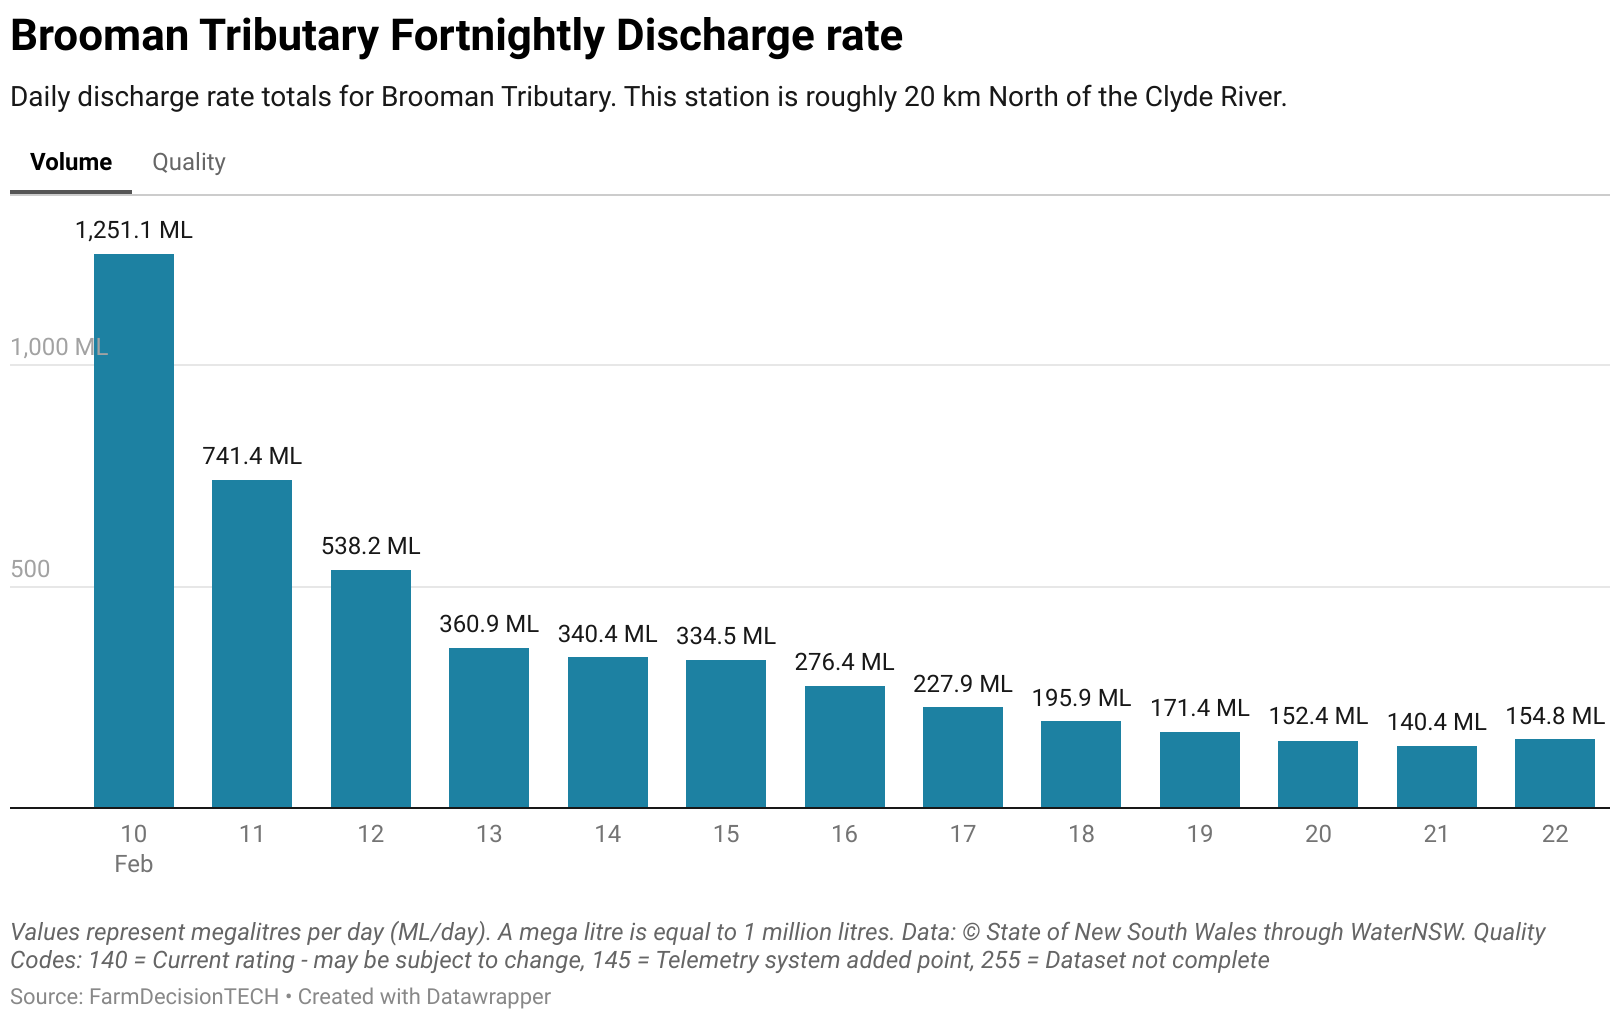 Brooman Tributary Fortnightly Discharge rate
Daily discharge rate totals for Brooman Tributary. This station is roughly 20 km North of the Clyde River.
Volume Quality
1,251.1 ML
1,000 ML
741.4 ML
538.2 ML
500
360.9 ML
340.4 ML
334.5 ML
276.4 ML
227.9 ML
195.9 ML
171.4 ML
152.4 ML
140.4 ML
154.8 ML
10 11 12 13 14 15 16 17 18 19 20 21 22
Feb
Values represent megalitres per day (ML/day). A mega litre is equal to 1 million litres. Data: © State of New South Wales through WaterNSW. Quality
Codes: 140 = Current rating - may be subject to change, 145 = Telemetry system added point, 255 = Dataset not complete
Source: FarmDecisionTECH • Created with Datawrapper